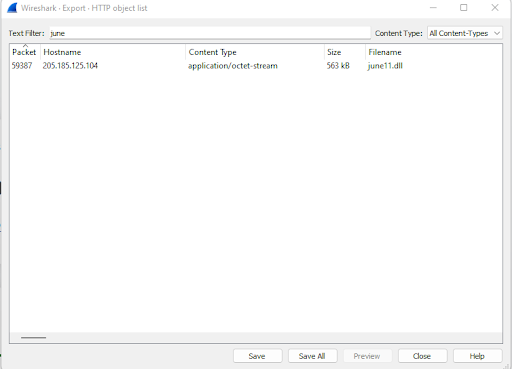 Wireshark · Export · HTTP object list
Text Filter: june Content Type: All Content-Types
Packet Hostname Content Type Size Filename
59387 205.185.125.104 application/octet-stream 563 kB june11.dll
Save Save All Preview Close Help